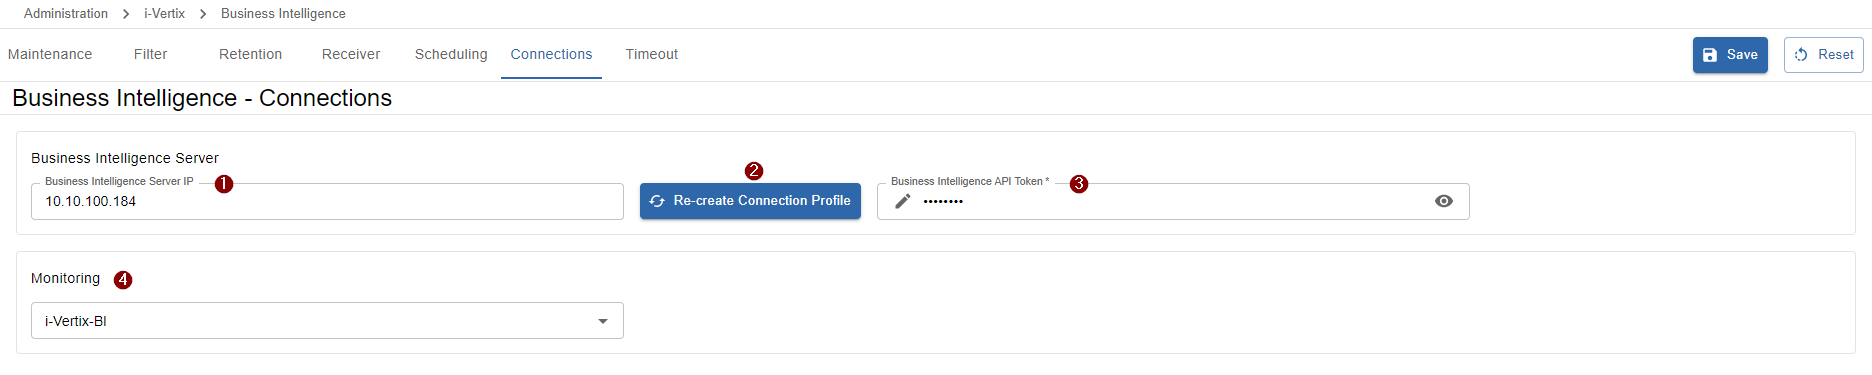 Administration > i-Vertix > Business Intelligence
Maintenance Filter Retention Receiver Scheduling Connections Timeout Save Reset
Business Intelligence - Connections
Business Intelligence Server
Business Intelligence Server IP 1 2 Business Intelligence API Token * 3
10.10.100.184 Re-create Connection Profile ••••••••
Monitoring 4
i-Vertix-BI